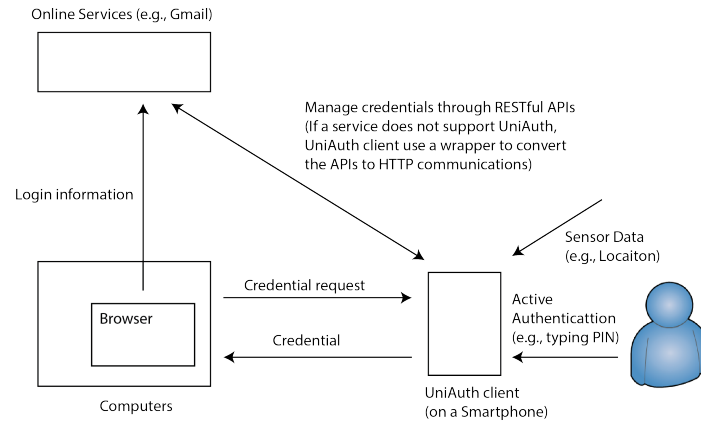 Online Services (e.g., Gmail)
Manage credentials through RESTful APIs
(If a service does not support UniAuth,
UniAuth client use a wrapper to convert
the APIs to HTTP communications)
Login information
Sensor Data
(e.g., Locaiton)
Credential request
Browser
Active
Authenticattion
(e.g., typing PIN)
Credential
Computers
UniAuth client
(on a Smartphone)